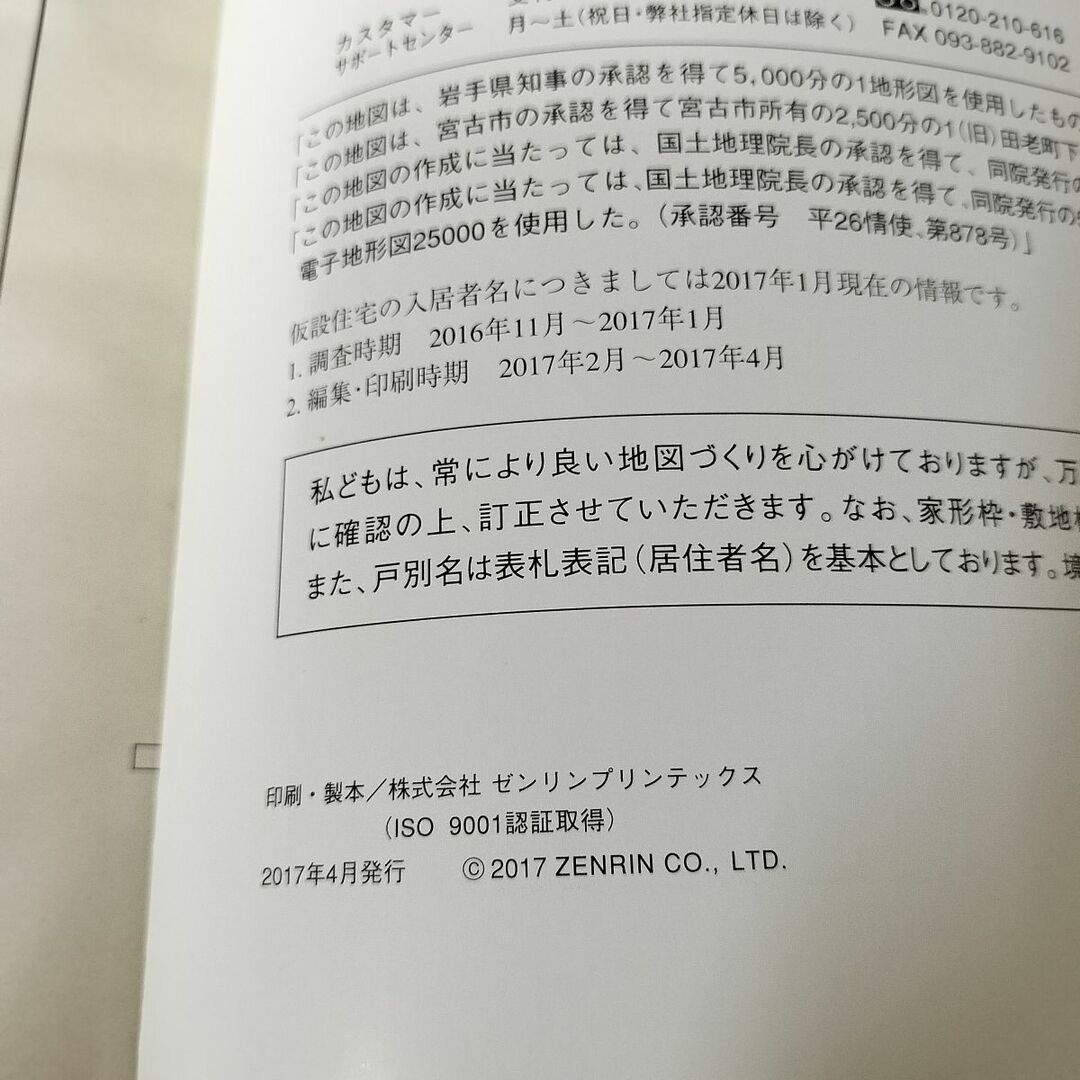 カスタマー
サポートセンター
月～土（祝日・弊社指定休日は除く）
0120-210-616
FAX 093-882-9102
「この地図は、岩手県知事の承認を得て5,000分の1地形図を使用したもの
「この地図は、宮古市の承認を得て宮古市所有の2,500分の1（旧）田老町下
「この地図の作成に当たっては、国土地理院長の承認を得て、同院発行の
「この地図の作成に当たっては、国土地理院長の承認を得て、同院発行の
電子地形図25000を使用した。（承認番号　平26情使、第878号）」
仮設住宅の入居者名につきましては2017年1月現在の情報です。
1. 調査時期　2016年11月～2017年1月
2. 編集・印刷時期　2017年2月～2017年4月
私どもは、常により良い地図づくりを心がけておりますが、万
に確認の上、訂正させていただきます。なお、家形枠・敷地
また、戸別名は表札表記（居住者名）を基本としております。境
印刷・製本／株式会社 ゼンリンプリンテックス
（ISO 9001認証取得）
2017年4月発行　©2017 ZENRIN CO., LTD.